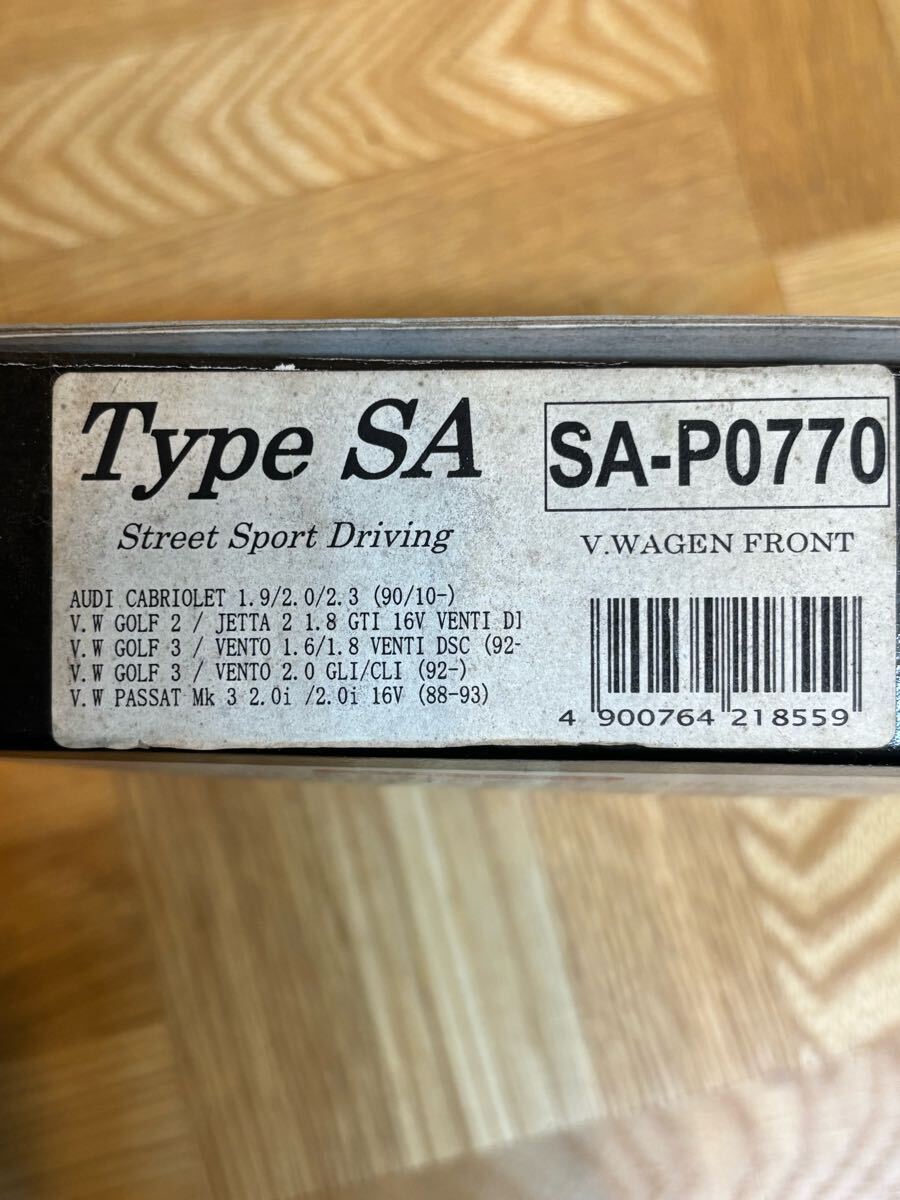 Type SA
Street Sport Driving
SA-P0770
V.WAGEN FRONT
AUDI CABRIOLET 1.9/2.0/2.3 (90/10-)
V.W GOLF 2 / JETTA 2 1.8 GTI 16V VENTI
V.W GOLF 3 / VENTO 1.6/1.8 VENTI DSC (92-
V.W GOLF 3 / VENTO 2.0 GLI/CLI (92-)
V.W PASSAT Mk 3 2.0i /2.0i 16V (88-93)
4 900764 218559